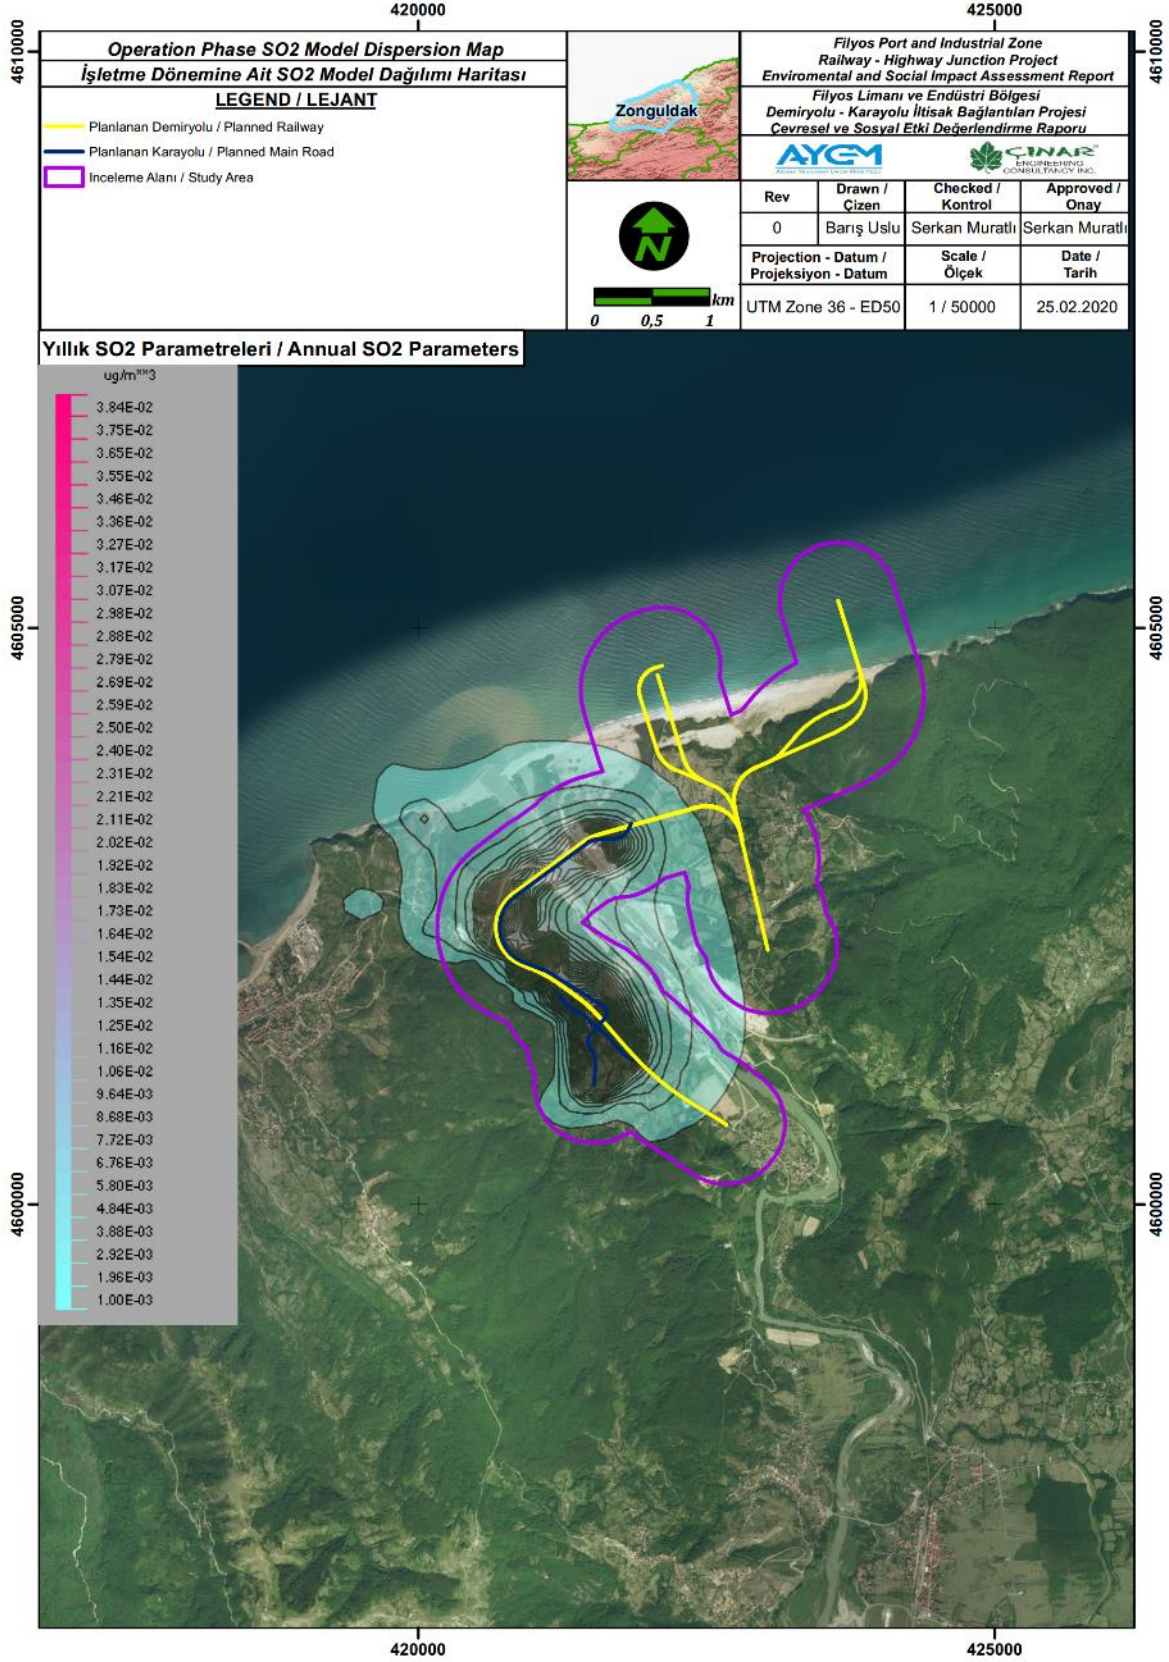 420000
425000
4610000
4610000
Operation Phase SO2 Model Dispersion Map
İşletme Dönemine Ait SO2 Model Dağılımı Haritası
LEGEND / LEJANT
Planlanan Demiryolu / Planned Railway
Planlanan Karayolu / Planned Main Road
İnceleme Alanı / Study Area
Zonguldak
N
km
0 0,5 1
Filyos Port and Industrial Zone
Railway - Highway Junction Project
Enviromental and Social Impact Assessment Report
Filyos Limanı ve Endüstri Bölgesi
Demiryolu - Karayolu İltisak Bağlantıları Projesi
Çevresel ve Sosyal Etki Değerlendirme Raporu
AYGM
ÇINAR
ENGINEERING
CONSULTANCY INC.
Rev
Drawn / Çizen
Checked / Kontrol
Approved / Onay
0
Barış Uslu
Serkan Muratlı
Serkan Muratlı
Projection - Datum /
Projeksiyon - Datum
Scale /
Ölçek
Date /
Tarih
UTM Zone 36 - ED50
1 / 50000
25.02.2020
Yıllık SO2 Parametreleri / Annual SO2 Parameters
ug/m**3
3.84E-02
3.75E-02
3.65E-02
3.55E-02
3.46E-02
3.36E-02
3.27E-02
3.17E-02
3.07E-02
2.98E-02
2.88E-02
2.79E-02
2.69E-02
2.59E-02
2.50E-02
2.40E-02
2.31E-02
2.21E-02
2.11E-02
2.02E-02
1.92E-02
1.83E-02
1.73E-02
1.64E-02
1.54E-02
1.44E-02
1.35E-02
1.25E-02
1.16E-02
1.06E-02
9.64E-03
8.68E-03
7.72E-03
6.76E-03
5.80E-03
4.84E-03
3.88E-03
2.92E-03
1.96E-03
1.00E-03
4605000
4605000
4600000
4600000
420000
425000